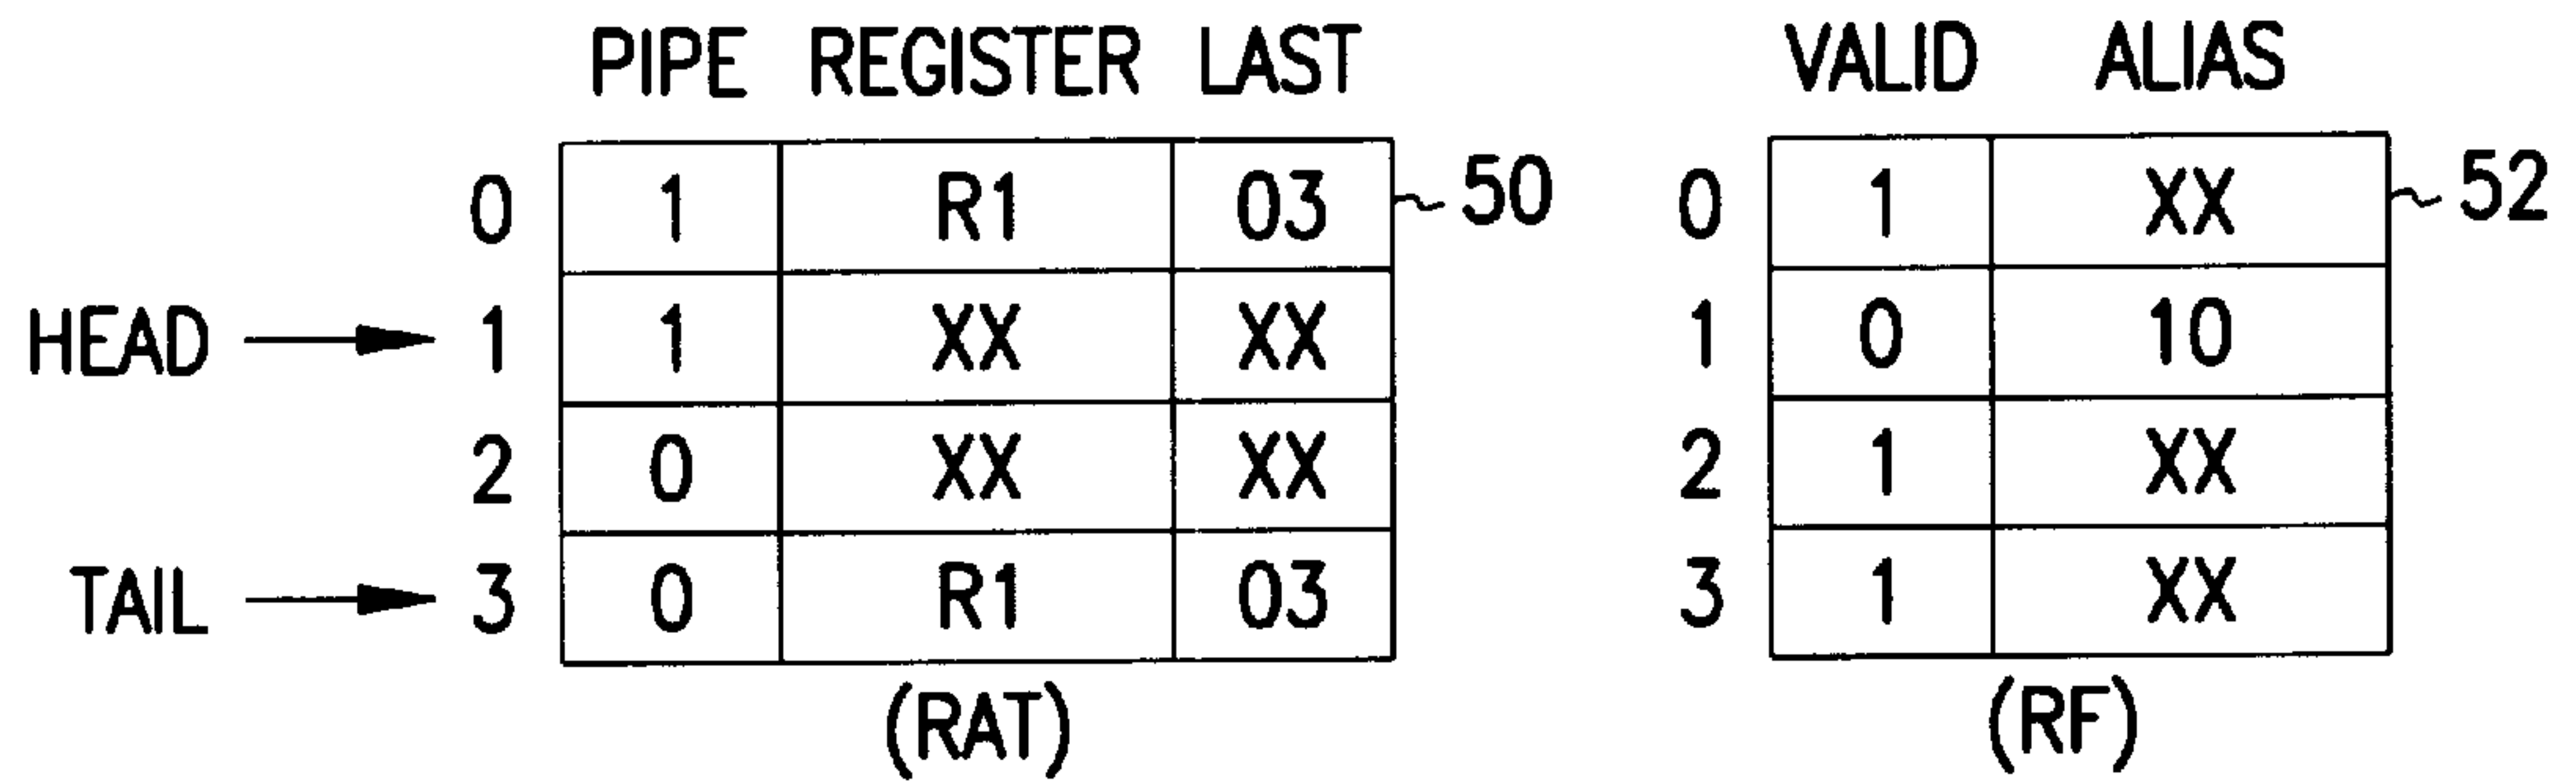 PIPE REGISTER LAST VALID ALIAS
0 1 R1 03 50 0 1 XX 52
HEAD 1 1 XX XX 1 0 10
2 0 XX XX 2 1 XX
TAIL 3 0 R1 03 3 1 XX
(RAT) (RF)